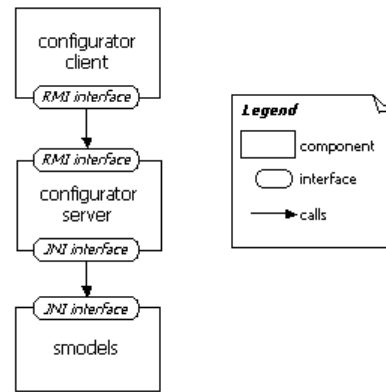 configurator
client
RMI interface
RMI interface
configurator
server
JNI interface
JNI interface
smodels
Legend
component
interface
calls